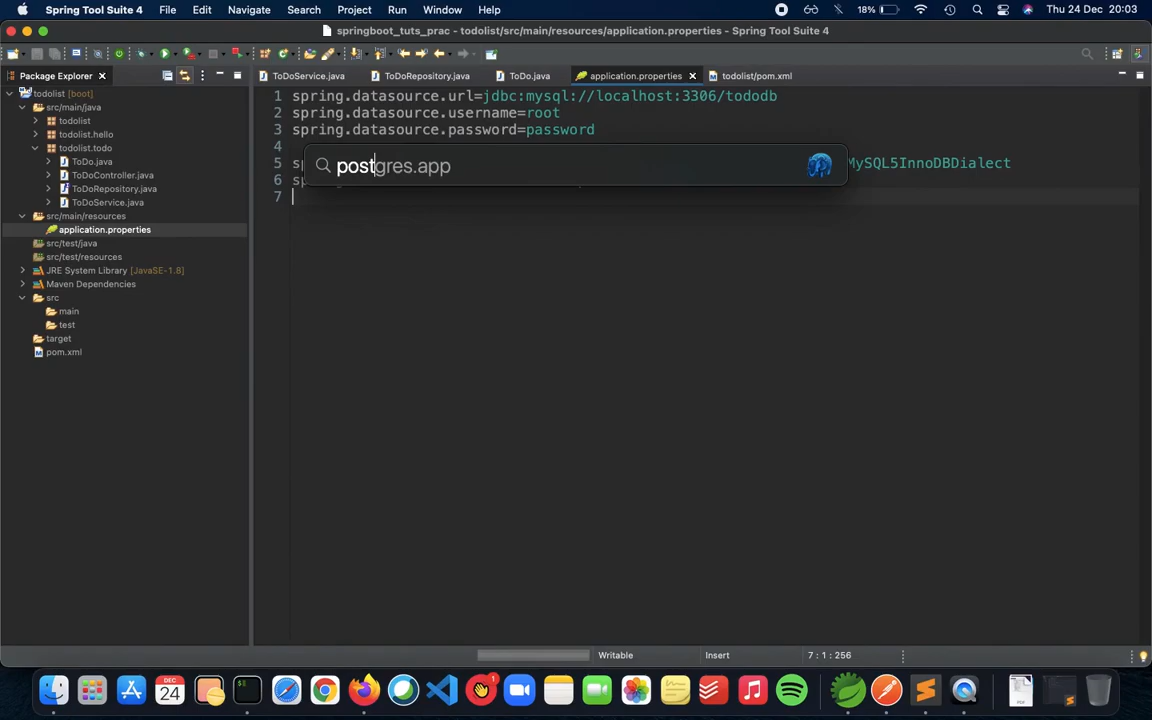 Spring Tool Suite 4 File Edit Navigate Search Project Run Window Help 18% Thu 24 Dec 20:03
springboot_tuts_prac - todolist/src/main/resources/application.properties - Spring Tool Suite 4
Package Explorer
ToDoService.java ToDoRepository.java ToDo.java application.properties todolist/pom.xml
todolist [boot]
src/main/java
todolist
todolist.hello
todolist.todo
ToDo.java
ToDoController.java
ToDoRepository.java
ToDoService.java
src/main/resources
application.properties
src/test/java
src/test/resources
JRE System Library [JavaSE-1.8]
Maven Dependencies
src
main
test
target
pom.xml
1 spring.datasource.url=jdbc:mysql://localhost:3306/tododb
2 spring.datasource.username=root
3 spring.datasource.password=password
4
5 sp MySQL5InnoDBDialect
6 sp
7
postgres.app
Writable Insert 7 : 1 : 256
DEC
24
1